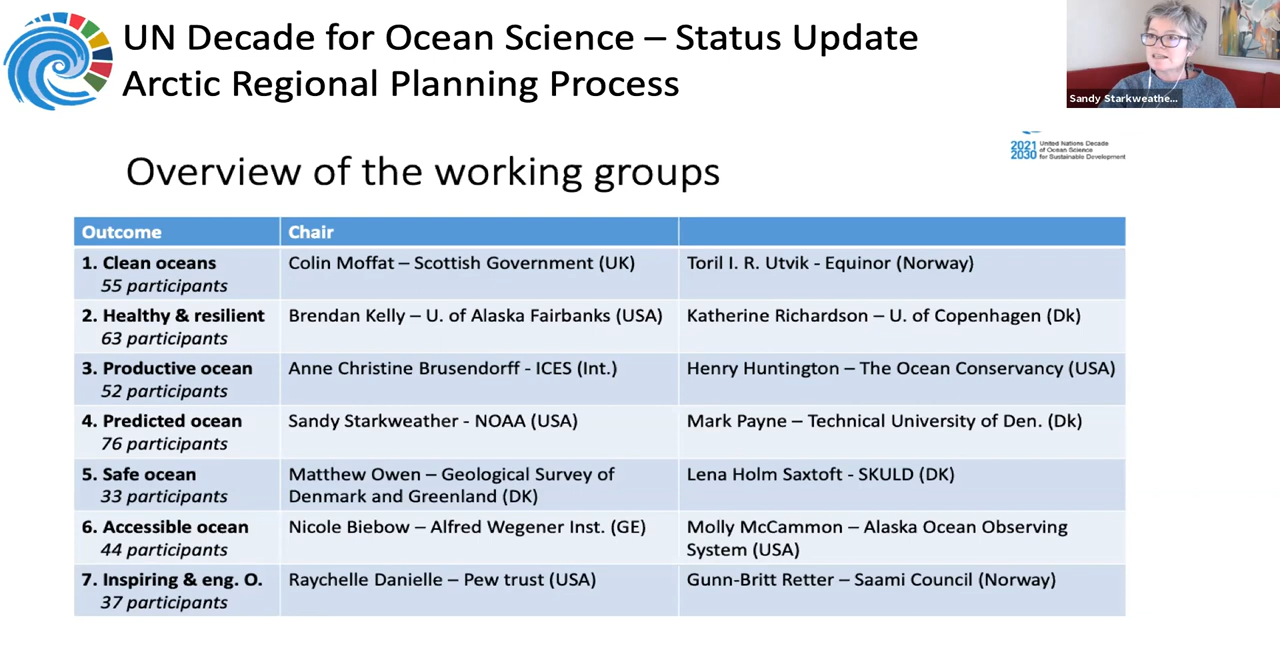 UN Decade for Ocean Science – Status Update
Arctic Regional Planning Process
Sandy Starkweathe...
2021
2030
United Nations Decade
of Ocean Science
for Sustainable Development
Overview of the working groups
Outcome Chair
1. Clean oceans Colin Moffat – Scottish Government (UK) Toril I. R. Utvik - Equinor (Norway)
55 participants
2. Healthy & resilient Brendan Kelly – U. of Alaska Fairbanks (USA) Katherine Richardson – U. of Copenhagen (Dk)
63 participants
3. Productive ocean Anne Christine Brusendorff - ICES (Int.) Henry Huntington – The Ocean Conservancy (USA)
52 participants
4. Predicted ocean Sandy Starkweather - NOAA (USA) Mark Payne – Technical University of Den. (Dk)
76 participants
5. Safe ocean Matthew Owen – Geological Survey of Lena Holm Saxtoft - SKULD (DK)
33 participants Denmark and Greenland (DK)
6. Accessible ocean Nicole Biebow – Alfred Wegener Inst. (GE) Molly McCammon – Alaska Ocean Observing
44 participants System (USA)
7. Inspiring & eng. O. Raychelle Danielle – Pew trust (USA) Gunn-Britt Retter – Saami Council (Norway)
37 participants